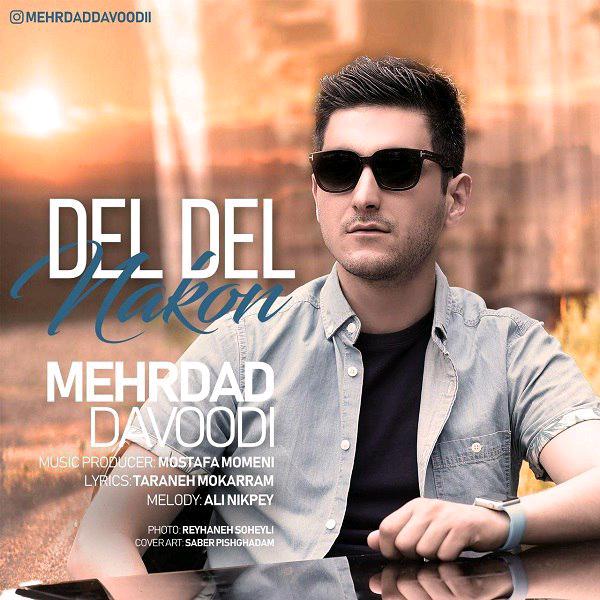 MEHRDADDAVOODII
DEL DEL
Nakon
MEHRDAD
DAVOODI
MUSIC PRODUCER: MOSTAFA MOMENI
LYRICS: TARANEH MOKARRAM
MELODY: ALI NIKPEY
PHOTO: REYHANEH SOHEYLI
COVER ART: SABER PISHGHADAM